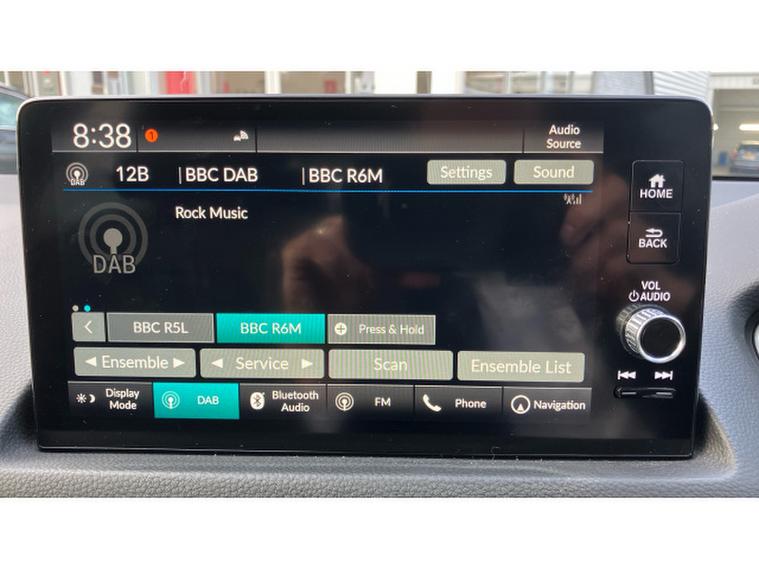 8:38 1 Audio Source
DAB 12B |BBC DAB |BBC R6M Settings Sound
HOME
Rock Music
BACK
DAB
VOL
AUDIO
BBC R5L BBC R6M Press & Hold
Ensemble Service Scan Ensemble List
Display Mode DAB Bluetooth Audio FM Phone Navigation